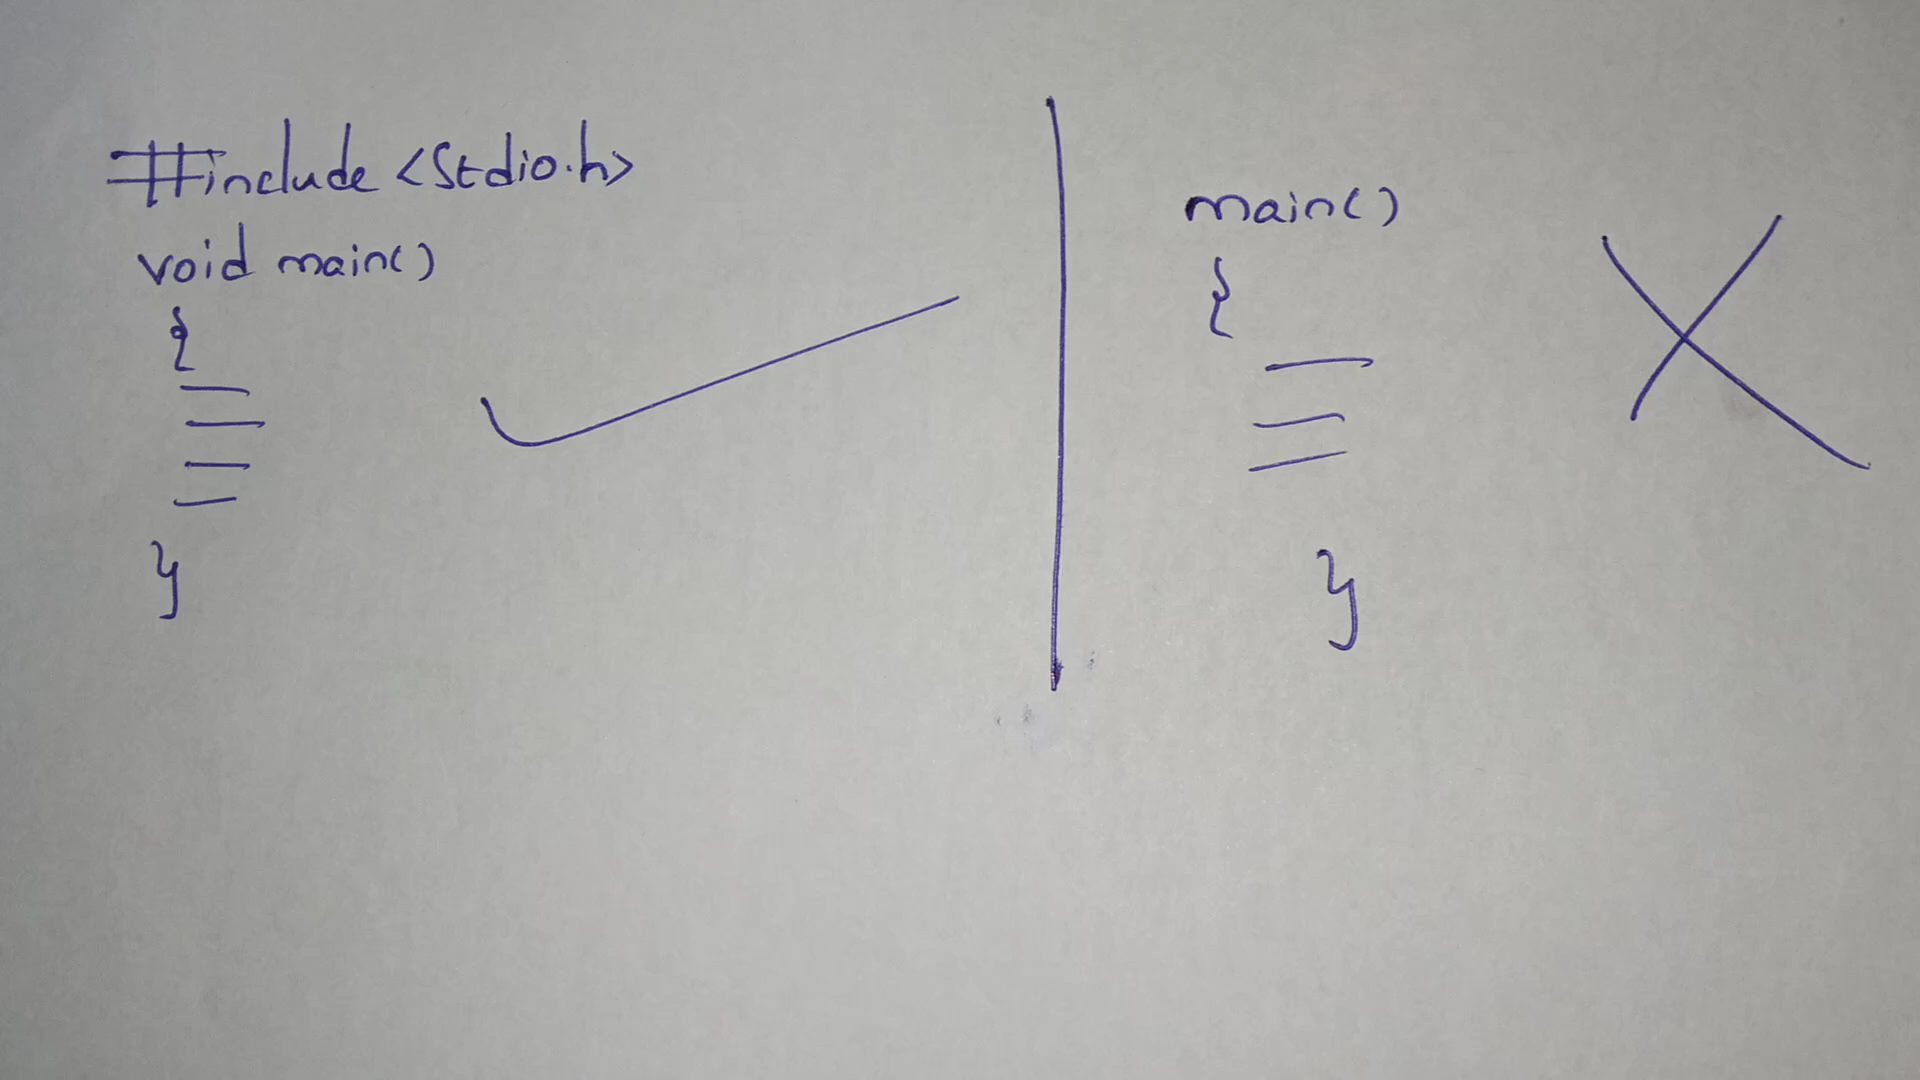 #include <Stdio.h>
void main()
{
}
main()
{
}